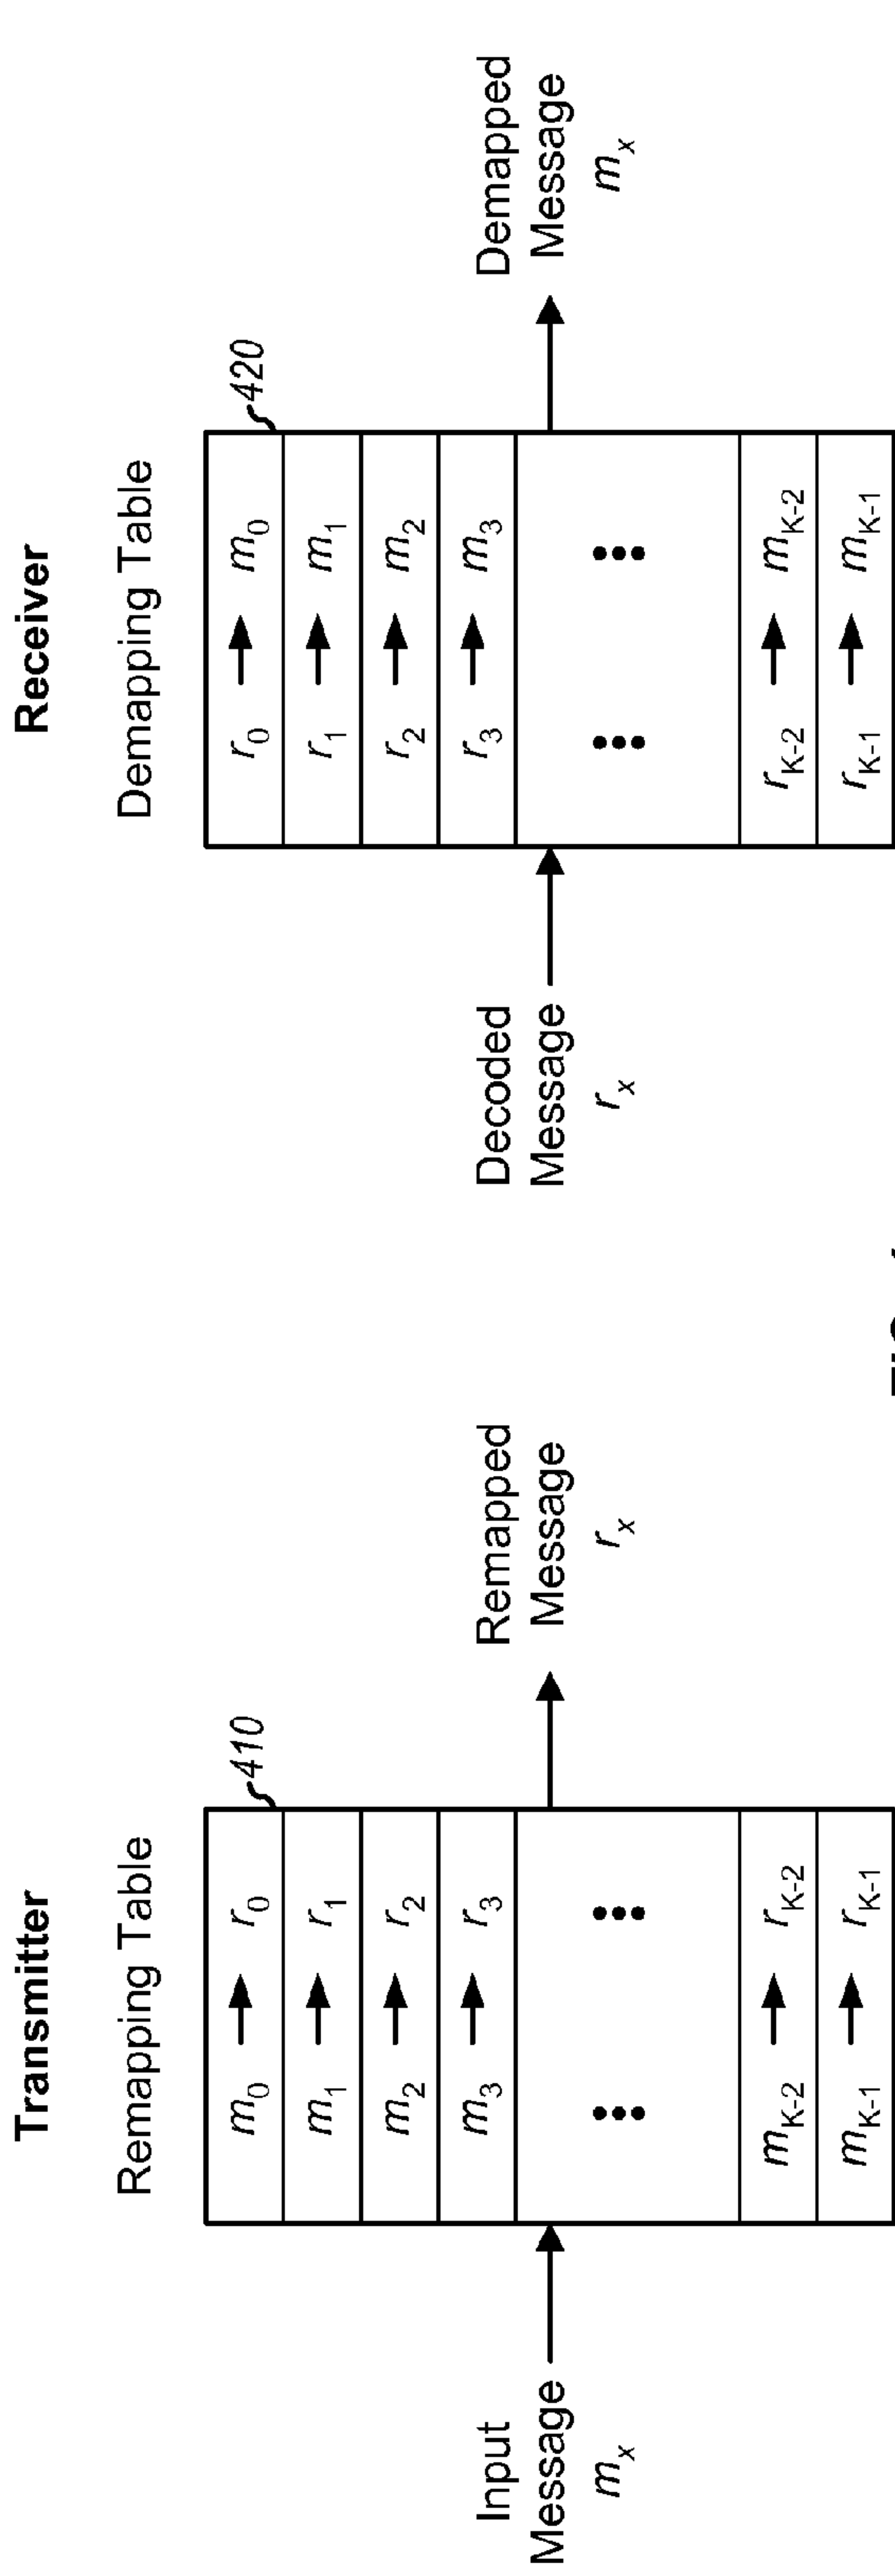 Transmitter
Remapping Table
410
m0 → r0
m1 → r1
m2 → r2
m3 → r3
mK-2 → rK-2
mK-1 → rK-1
Input
Message
mx
Remapped
Message
rx
Receiver
Demapping Table
420
r0 → m0
r1 → m1
r2 → m2
r3 → m3
rK-2 → mK-2
rK-1 → mK-1
Decoded
Message
rx
Demapped
Message
mx